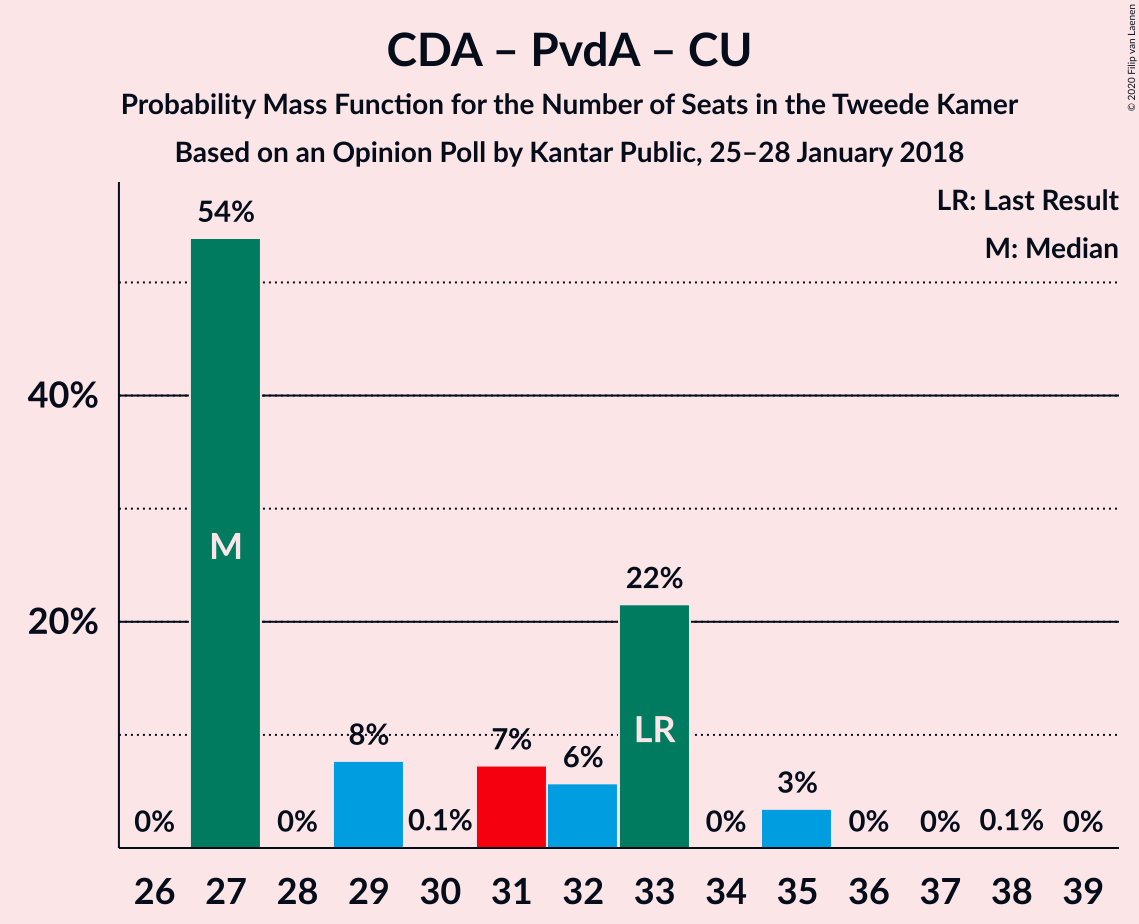 CDA – PvdA – CU
Probability Mass Function for the Number of Seats in the Tweede Kamer
Based on an Opinion Poll by Kantar Public, 25–28 January 2018
© 2020 Filip van Laenen
LR: Last Result
M: Median
40%
20%
54%
M
0%
0%
8%
0.1%
7%
6%
22%
LR
0%
3%
0%
0%
0.1%
0%
26 27 28 29 30 31 32 33 34 35 36 37 38 39